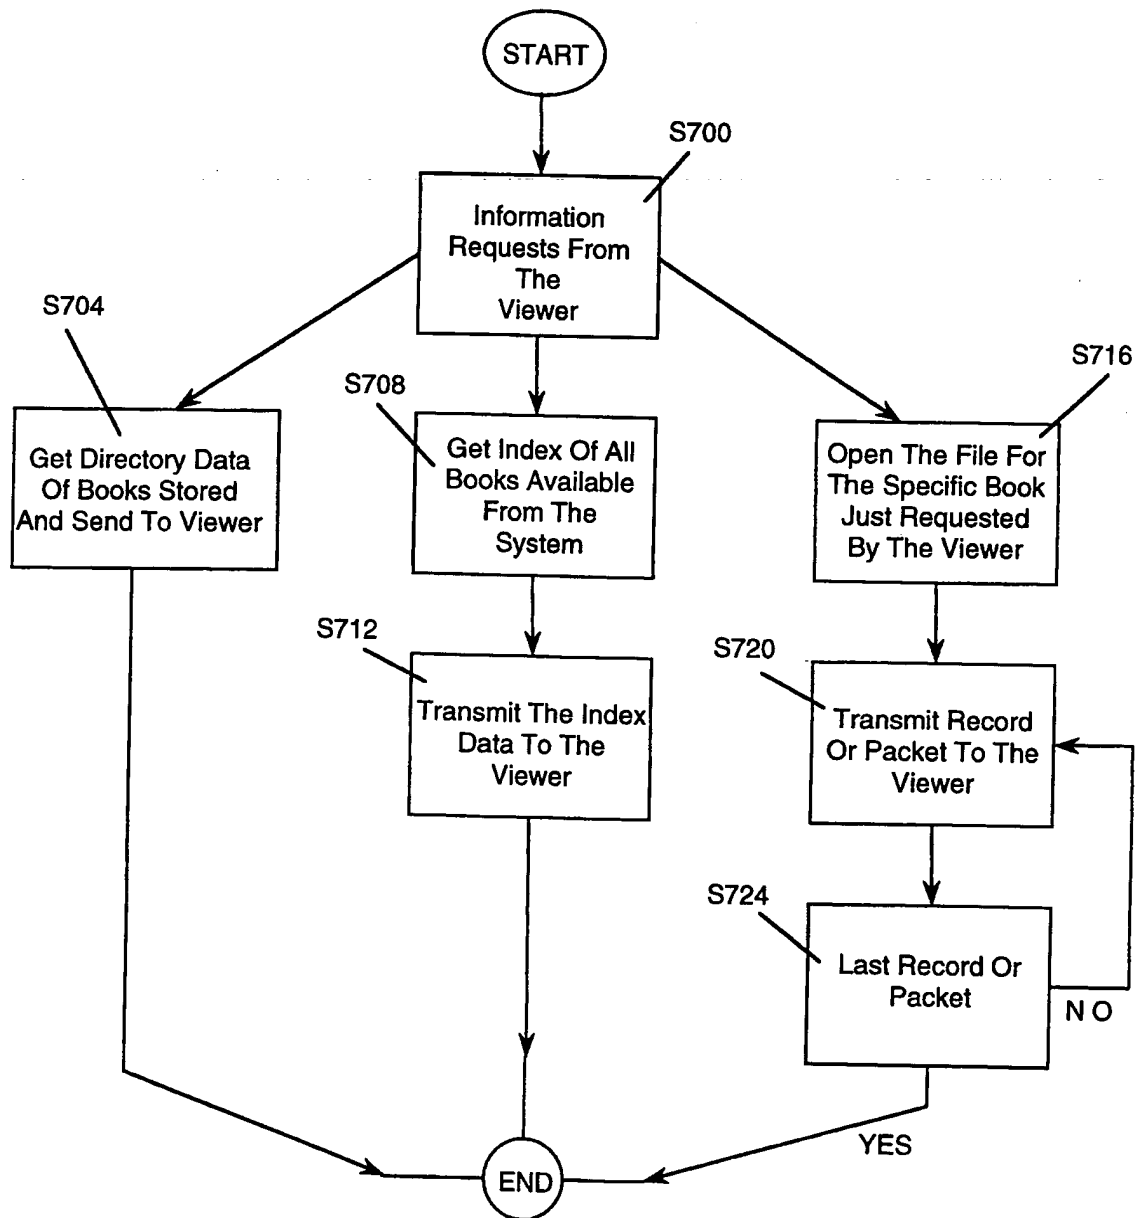 START
S700
Information
Requests From
The
Viewer
S704
Get Directory Data
Of Books Stored
And Send To Viewer
S708
Get Index Of All
Books Available
From The
System
S716
Open The File For
The Specific Book
Just Requested
By The Viewer
S712
Transmit The Index
Data To The
Viewer
S720
Transmit Record
Or Packet To The
Viewer
S724
Last Record Or
Packet
NO
YES
END